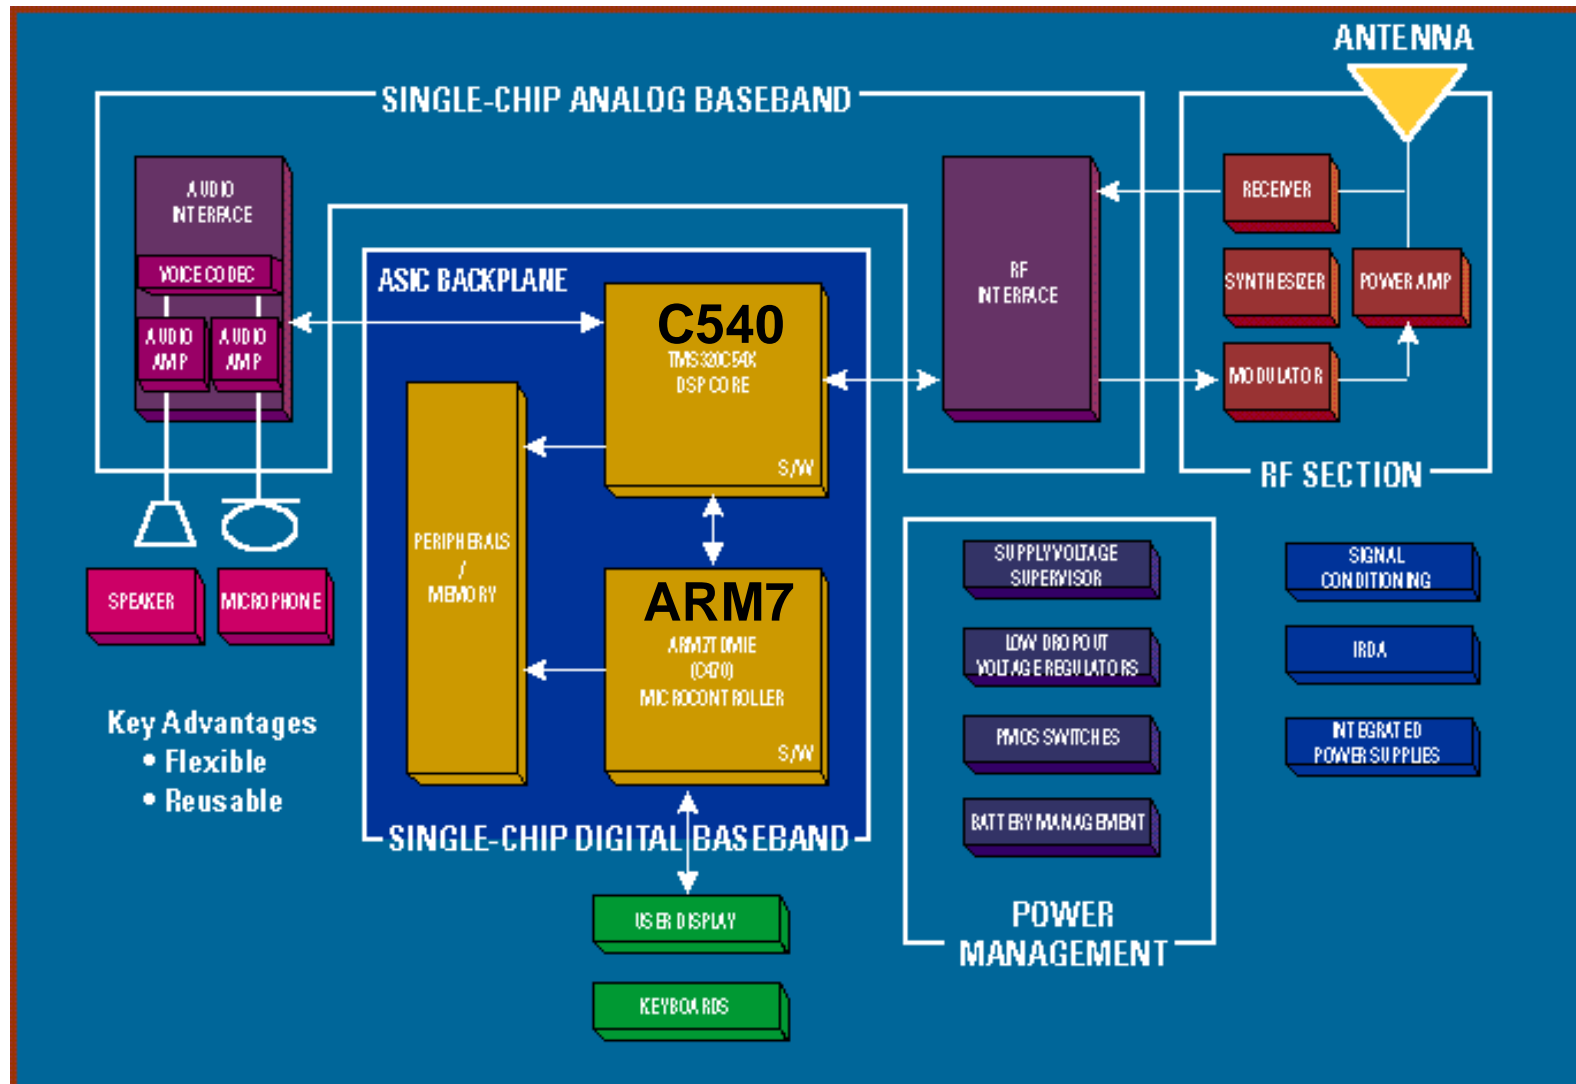 ANTENNA
SINGLE-CHIP ANALOG BASEBAND
AUDIO
INTERFACE
VOICE CODEC
AUDIO
AMP
AUDIO
AMP
RF
INTERFACE
RECEIVER
SYNTHESIZER
POWER AMP
MODULATOR
RF SECTION
ASIC BACKPLANE
C540
TMS320C54X
DSP CORE
S/W
PERIPHERALS
/
MEMORY
ARM7
ARM7TDMIE
(C470)
MICROCONTROLLER
S/W
SINGLE-CHIP DIGITAL BASEBAND
SPEAKER
MICROPHONE
Key Advantages
• Flexible
• Reusable
USER DISPLAY
KEYBOARDS
SUPPLY VOLTAGE
SUPERVISOR
LOW DROPOUT
VOLTAGE REGULATORS
PMOS SWITCHES
BATTERY MANAGEMENT
POWER
MANAGEMENT
SIGNAL
CONDITIONING
IRDA
INTEGRATED
POWER SUPPLIES